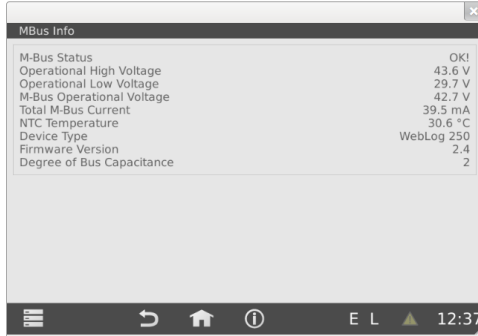 MBus Info
M-Bus Status OK!
Operational High Voltage 43.6 V
Operational Low Voltage 29.7 V
M-Bus Operational Voltage 42.7 V
Total M-Bus Current 39.5 mA
NTC Temperature 30.6 °C
Device Type WebLog 250
Firmware Version 2.4
Degree of Bus Capacitance 2
E L 12:37